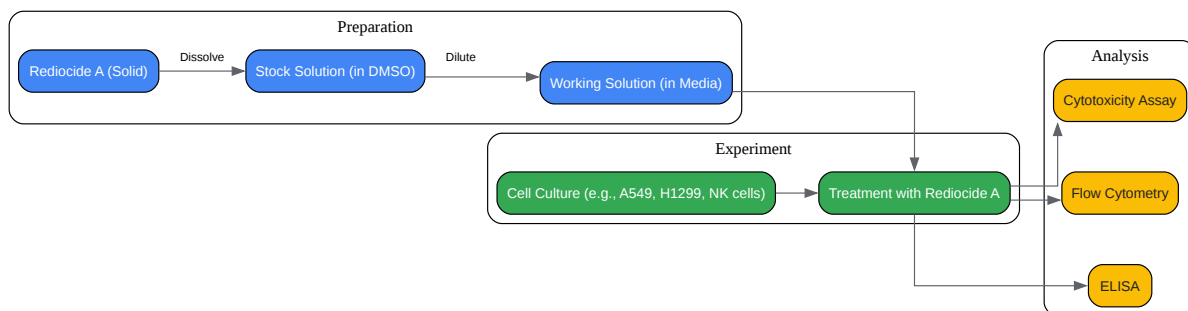 Preparation
Rediocide A (Solid)
Dissolve
Stock Solution (in DMSO)
Dilute
Working Solution (in Media)
Experiment
Cell Culture (e.g., A549, H1299, NK cells)
Treatment with Rediocide A
Analysis
Cytotoxicity Assay
Flow Cytometry
ELISA